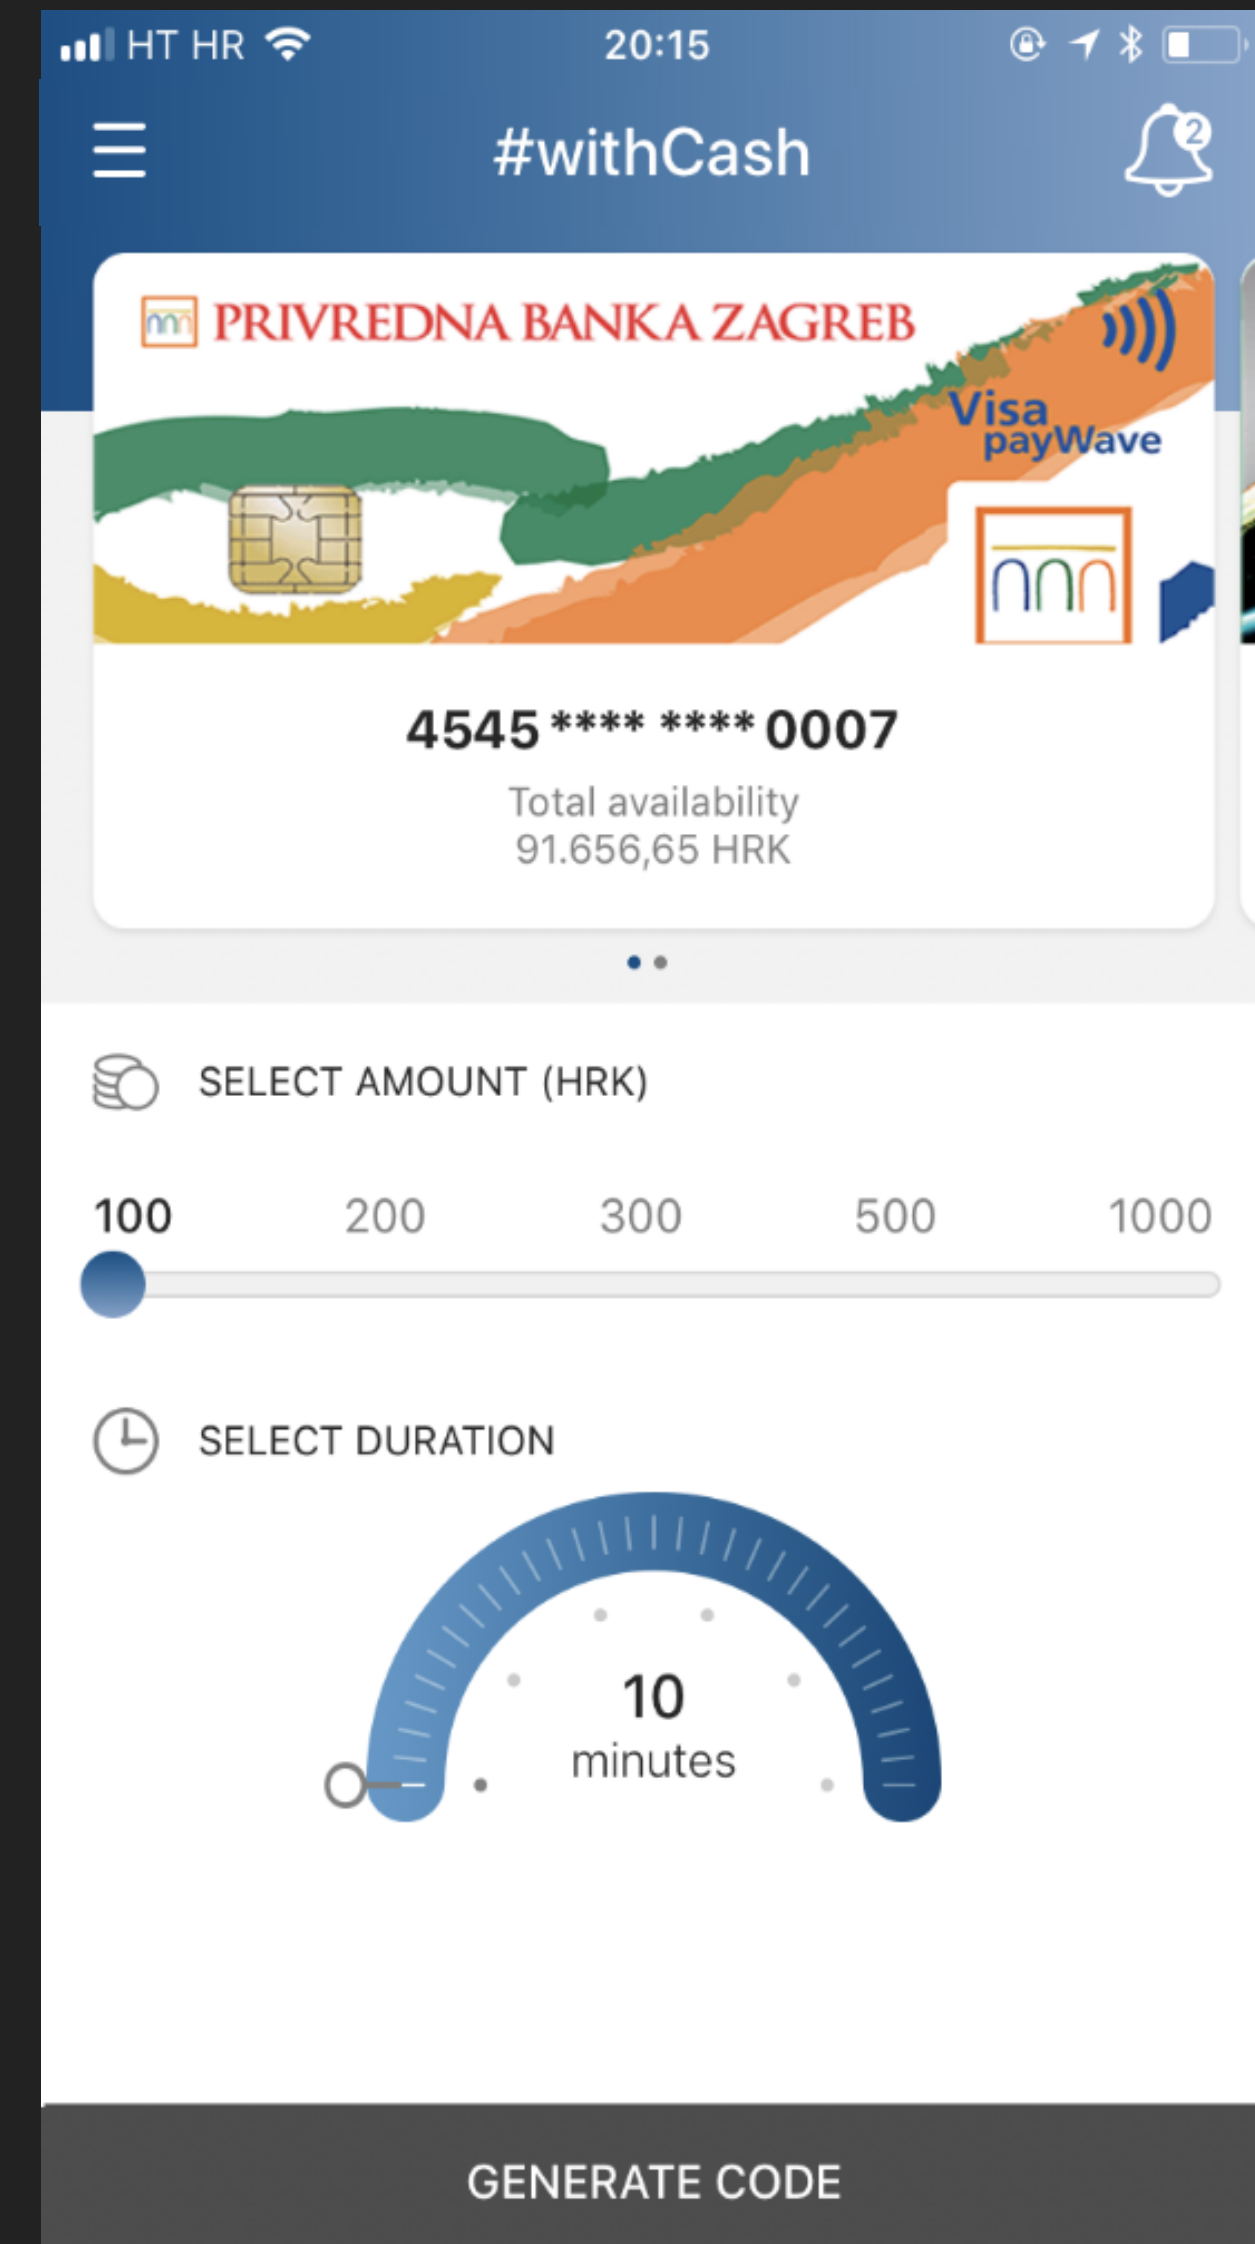 HT HR 20:15
#withCash
2
PRIVREDNA BANKA ZAGREB
Visa
payWave
4545 **** **** 0007
Total availability
91.656,65 HRK
SELECT AMOUNT (HRK)
100 200 300 500 1000
SELECT DURATION
10
minutes
GENERATE CODE